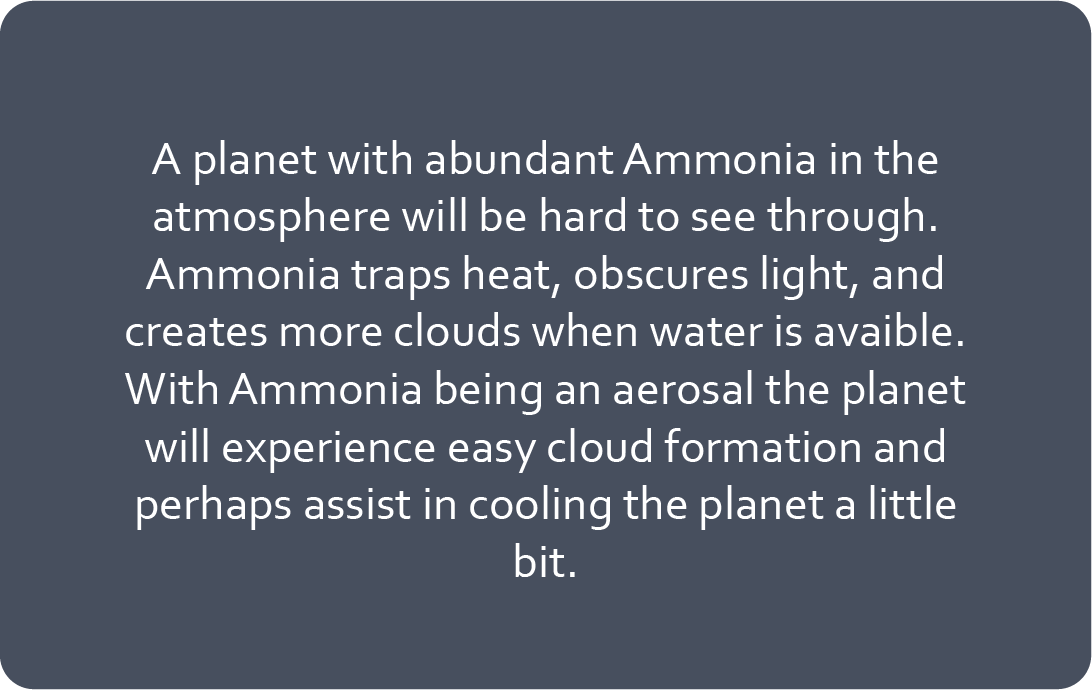 A planet with abundant Ammonia in the
atmosphere will be hard to see through.
Ammonia traps heat, obscures light, and
creates more clouds when water is avaible.
With Ammonia being an aerosal the planet
will experience easy cloud formation and
perhaps assist in cooling the planet a little
bit.